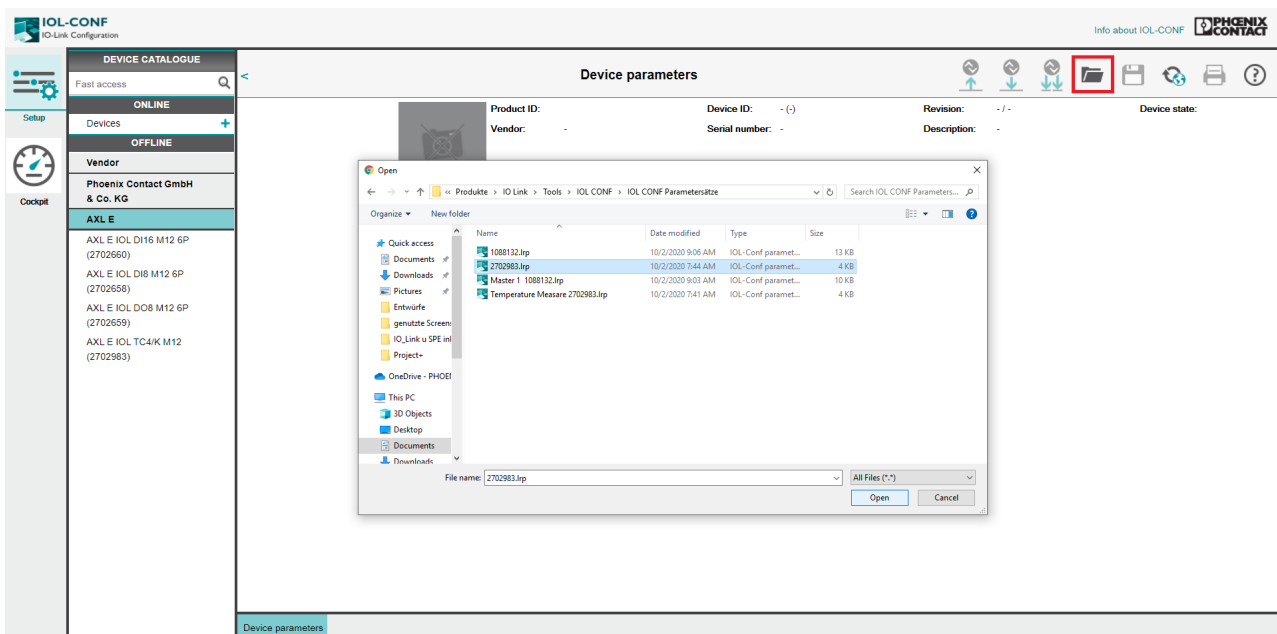 IOL-CONF
IO-Link Configuration
Info about IOL-CONF
PHŒNIX
CONTACT
DEVICE CATALOGUE
Fast access
<
Device parameters
?
ONLINE
Setup
Devices +
OFFLINE
Vendor
Phoenix Contact GmbH
& Co. KG
Cockpit
AXL E
AXL E IOL DI16 M12 6P
(2702660)
AXL E IOL DI8 M12 6P
(2702658)
AXL E IOL DO8 M12 6P
(2702659)
AXL E IOL TC4/K M12
(2702983)
Product ID:
Device ID: - (-)
Revision: - / -
Device state:
Vendor: -
Serial number: -
Description: -
Open
« Produkte > IO Link > Tools > IOL CONF > IOL CONF Parametersätze
Search IOL CONF Parameters...
Organize
New folder
?
Name Date modified Type Size
Quick access
Documents
Downloads
Pictures
Entwürfe
genutzte Screens
IO_Link u SPE inl
Project+
OneDrive - PHOEI
This PC
3D Objects
Desktop
Documents
Downloads
1088132.lrp 10/2/2020 9:06 AM IOL-Conf paramet... 13 KB
2702983.lrp 10/2/2020 7:44 AM IOL-Conf paramet... 4 KB
Master 1 1088132.lrp 10/2/2020 9:03 AM IOL-Conf paramet... 10 KB
Temperature Measare 2702983.lrp 10/2/2020 7:41 AM IOL-Conf paramet... 4 KB
File name: 2702983.lrp
All Files (*.*)
Open
Cancel
Device parameters